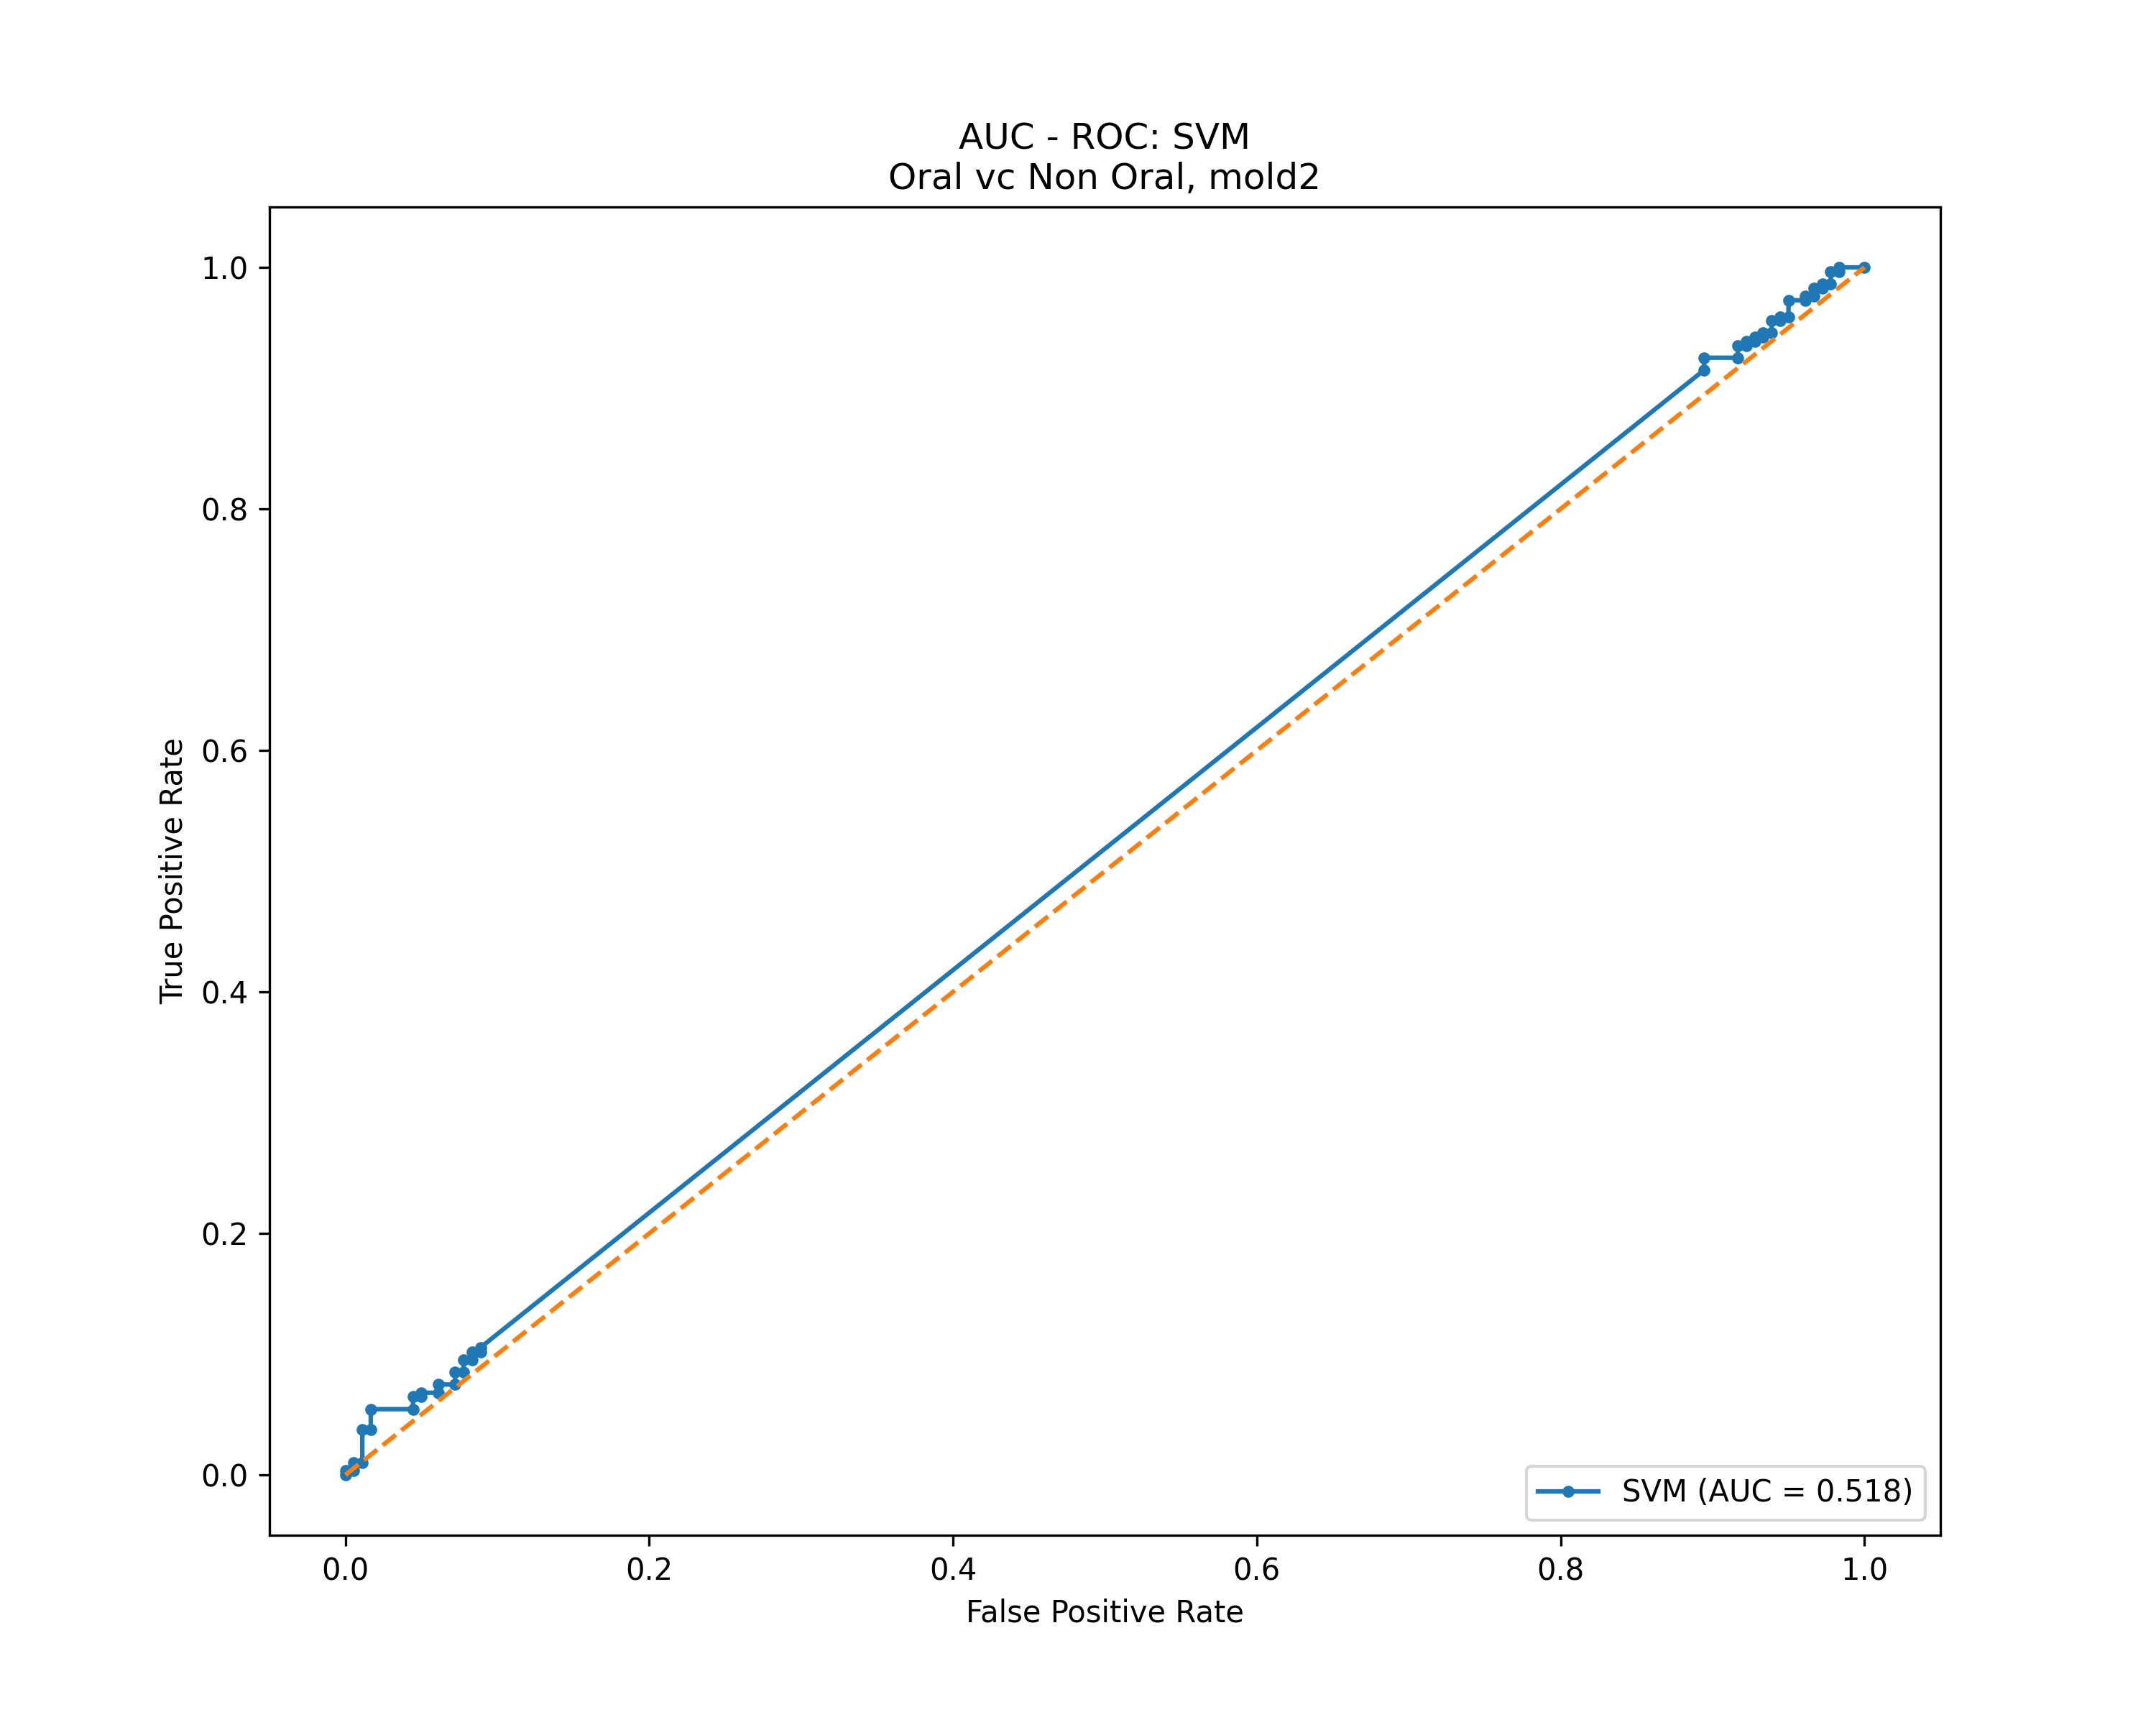 AUC - ROC: SVM
Oral vc Non Oral, mold2
True Positive Rate
1.0
0.8
0.6
0.4
0.2
0.0
SVM (AUC = 0.518)
0.0 0.2 0.4 0.6 0.8 1.0
False Positive Rate